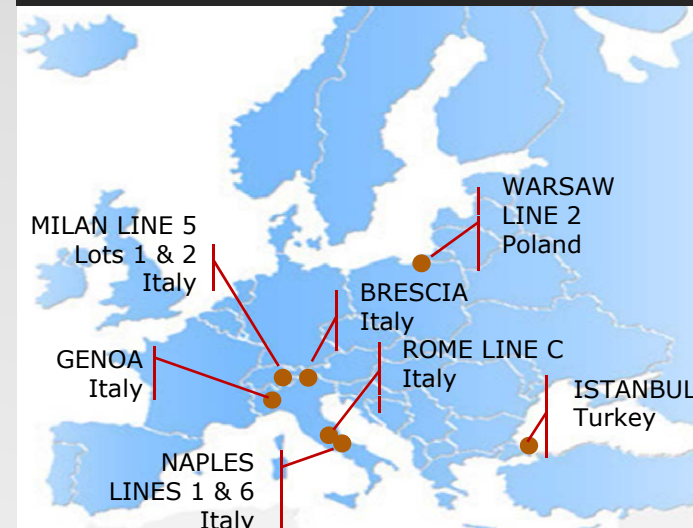 WARSAW
LINE 2
Poland
MILAN LINE 5
Lots 1 & 2
Italy
BRESCIA
Italy
ROME LINE C
Italy
GENOA
Italy
ISTANBUL
Turkey
NAPLES
LINES 1 & 6
Italy